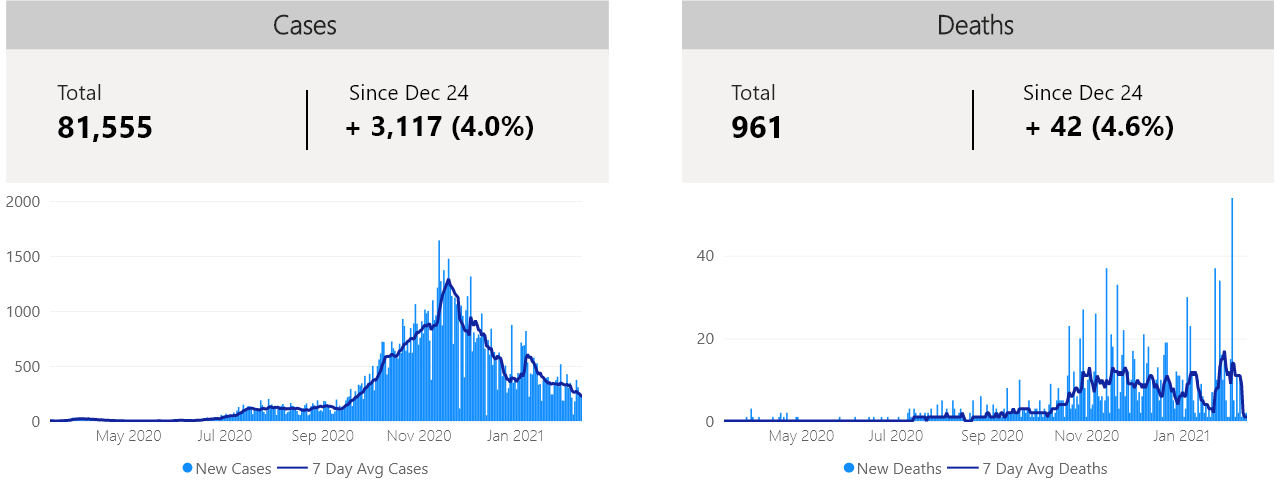 Cases
Total
81,555
Since Dec 24
+ 3,117 (4.0%)
2000
1500
1000
500
0
May 2020 Jul 2020 Sep 2020 Nov 2020 Jan 2021
New Cases 7 Day Avg Cases
Deaths
Total
961
Since Dec 24
+ 42 (4.6%)
40
20
0
May 2020 Jul 2020 Sep 2020 Nov 2020 Jan 2021
New Deaths 7 Day Avg Deaths